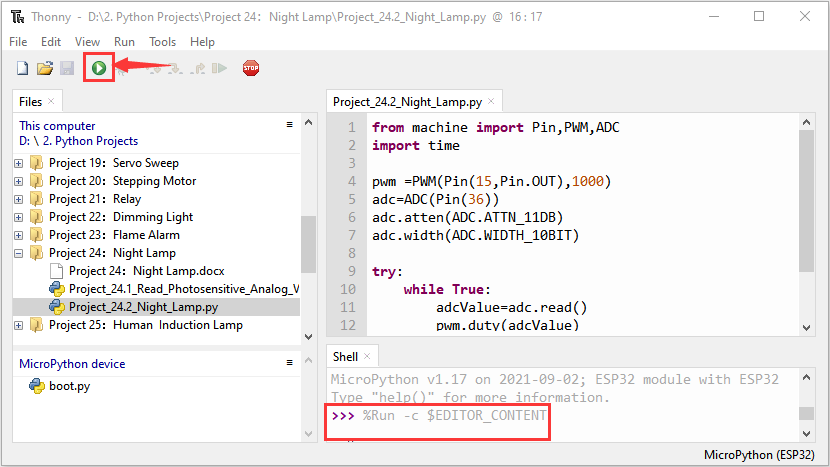 Thonny - D:\2. Python Projects\Project 24：Night Lamp\Project_24.2_Night_Lamp.py @ 16 : 17
File Edit View Run Tools Help
STOP
Files
This computer
D: \ 2. Python Projects
Project 19：Servo Sweep
Project 20：Stepping Motor
Project 21：Relay
Project 22：Dimming Light
Project 23：Flame Alarm
Project 24：Night Lamp
Project 24：Night Lamp.docx
Project_24.1_Read_Photosensitive_Analog_V
Project_24.2_Night_Lamp.py
Project 25：Human Induction Lamp
MicroPython device
boot.py
Project_24.2_Night_Lamp.py
1 from machine import Pin,PWM,ADC
2 import time
3
4 pwm =PWM(Pin(15,Pin.OUT),1000)
5 adc=ADC(Pin(36))
6 adc.atten(ADC.ATTN_11DB)
7 adc.width(ADC.WIDTH_10BIT)
8
9 try:
10 while True:
11 adcValue=adc.read()
12 pwm.duty(adcValue)
Shell
MicroPython v1.17 on 2021-09-02; ESP32 module with ESP32
Type "help()" for more information.
>>> %Run -c $EDITOR_CONTENT
MicroPython (ESP32)